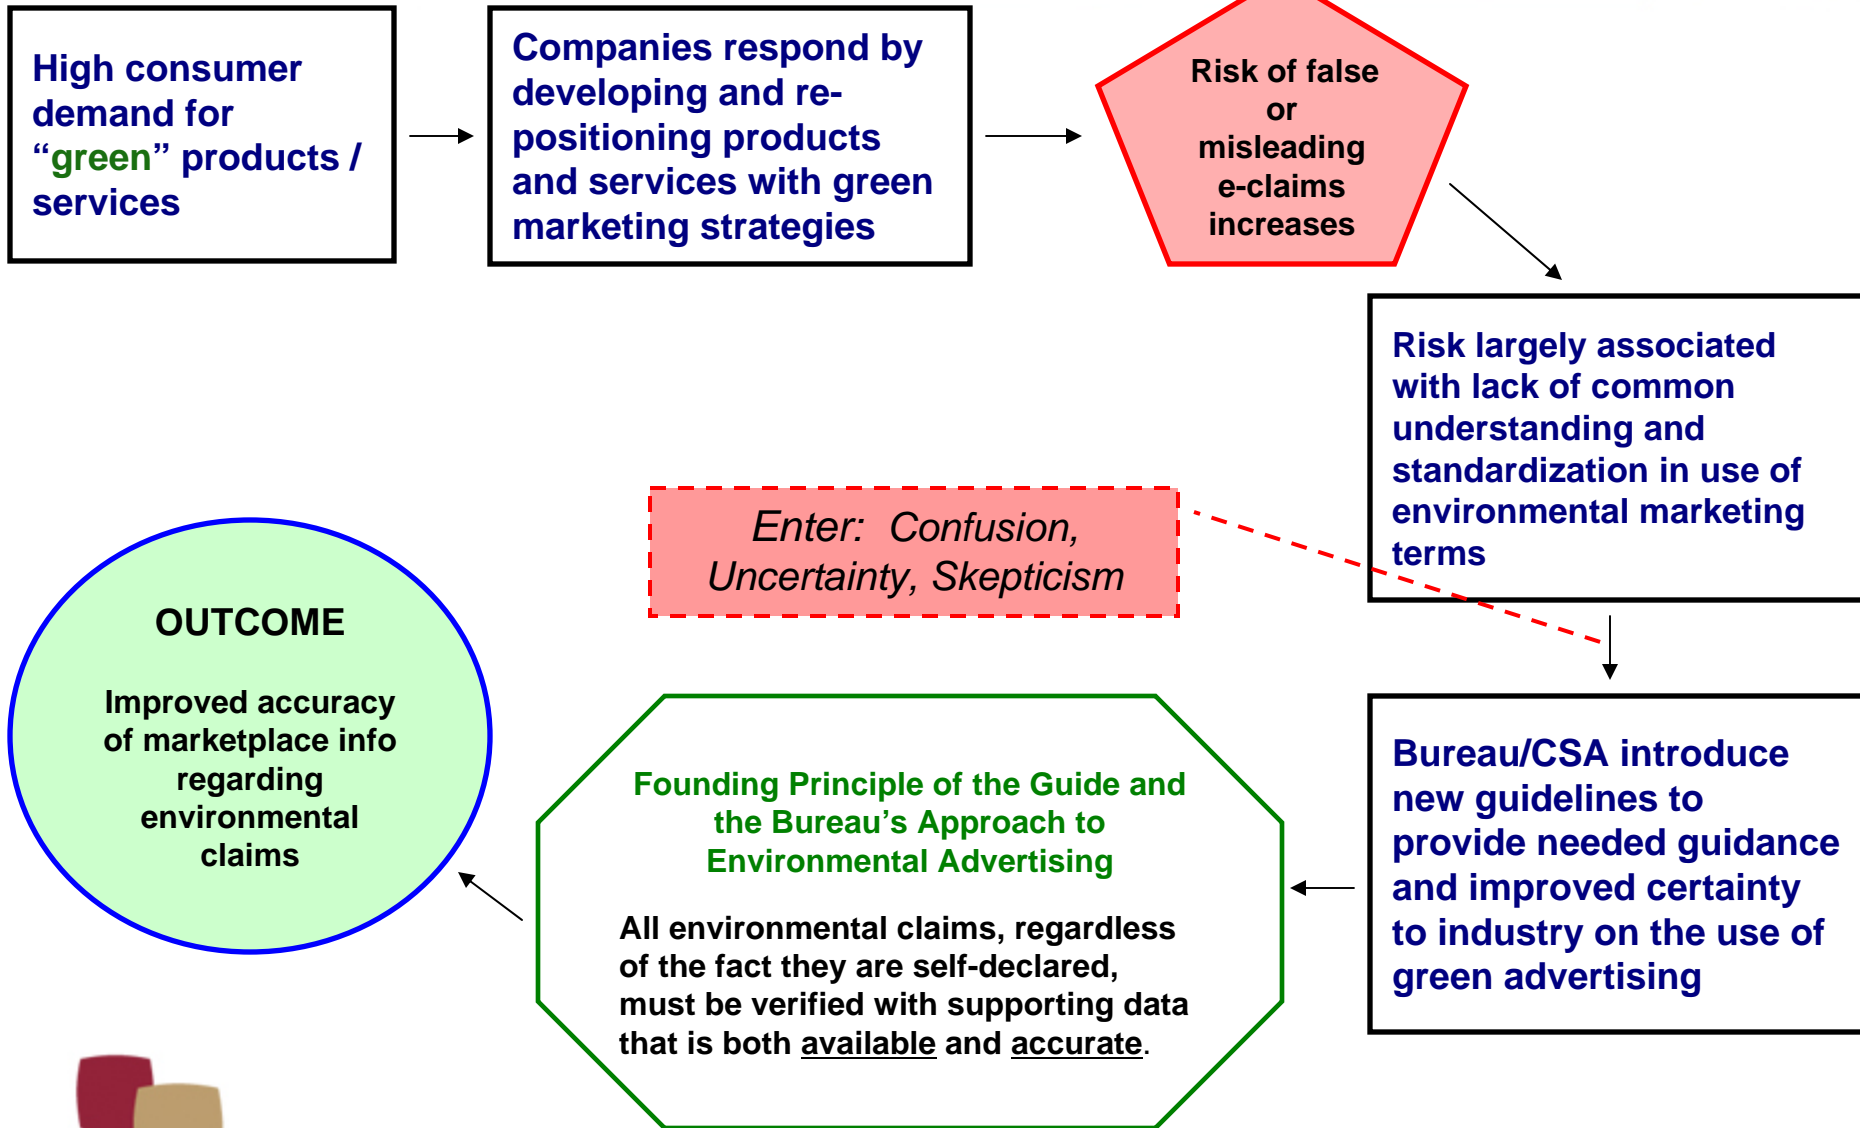 High consumer
demand for
“green” products /
services
Companies respond by
developing and re-
positioning products
and services with green
marketing strategies
Risk of false
or
misleading
e-claims
increases
Risk largely associated
with lack of common
understanding and
standardization in use of
environmental marketing
terms
Enter:  Confusion,
Uncertainty, Skepticism
Bureau/CSA introduce
new guidelines to
provide needed guidance
and improved certainty
to industry on the use of
green advertising
Founding Principle of the Guide and
the Bureau’s Approach to
Environmental Advertising
All environmental claims, regardless
of the fact they are self-declared,
must be verified with supporting data
that is both available and accurate.
OUTCOME
Improved accuracy
of marketplace info
regarding
environmental
claims